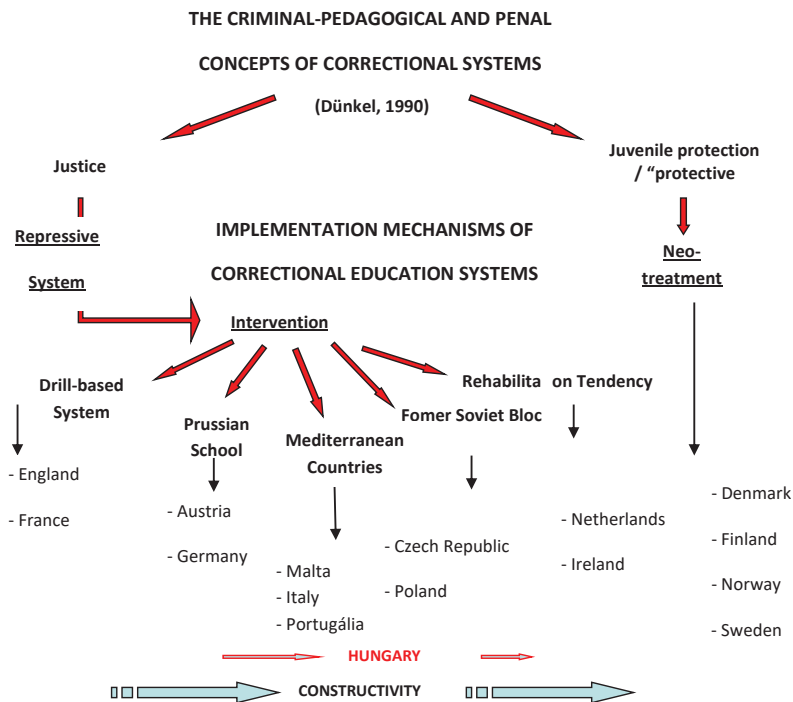 THE CRIMINAL-PEDAGOGICAL AND PENAL
CONCEPTS OF CORRECTIONAL SYSTEMS
(Dünkel, 1990)
Justice
Juvenile protection
/ “protective
Repressive
System
IMPLEMENTATION MECHANISMS OF
CORRECTIONAL EDUCATION SYSTEMS
Neo-
treatment
Intervention
Drill-based
System
Prussian
School
Mediterranean
Countries
Fomer Soviet Bloc
Rehabilita on Tendency
- England
- France
- Austria
- Germany
- Malta
- Italy
- Portugália
- Czech Republic
- Poland
- Netherlands
- Ireland
- Denmark
- Finland
- Norway
- Sweden
HUNGARY
CONSTRUCTIVITY